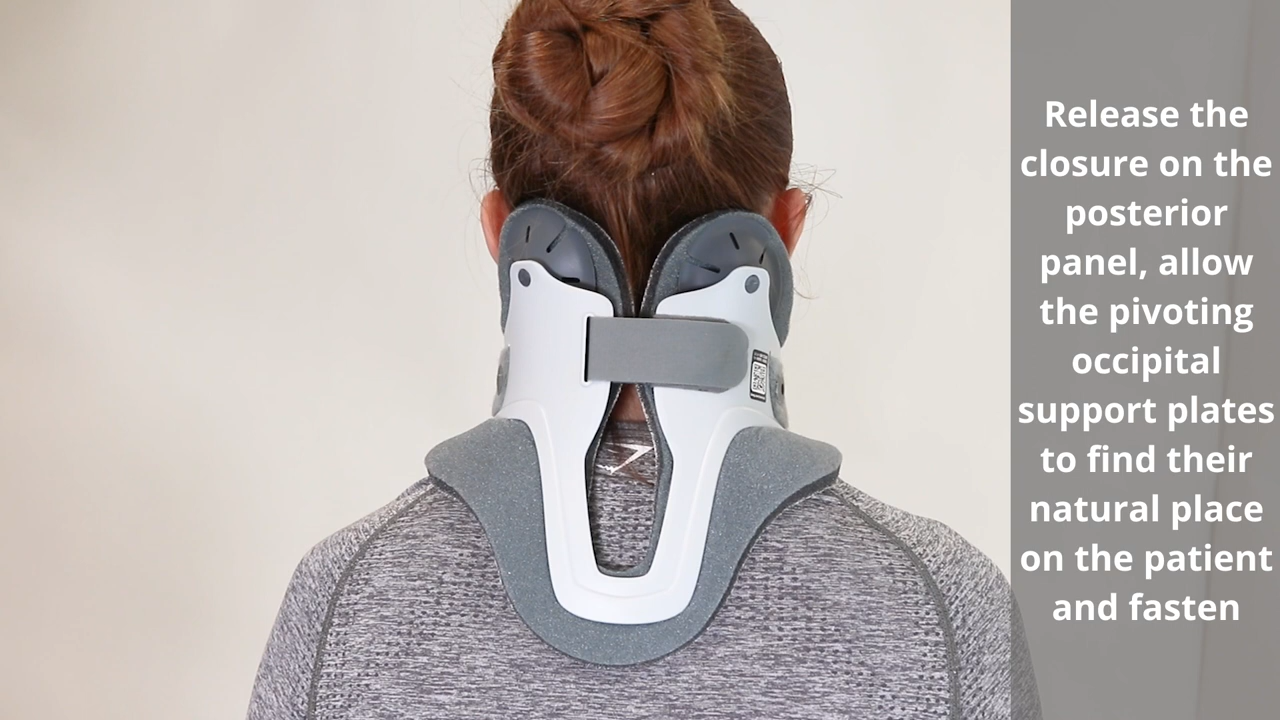 Release the
closure on the
posterior
panel, allow
the pivoting
occipital
support plates
to find their
natural place
on the patient
and fasten